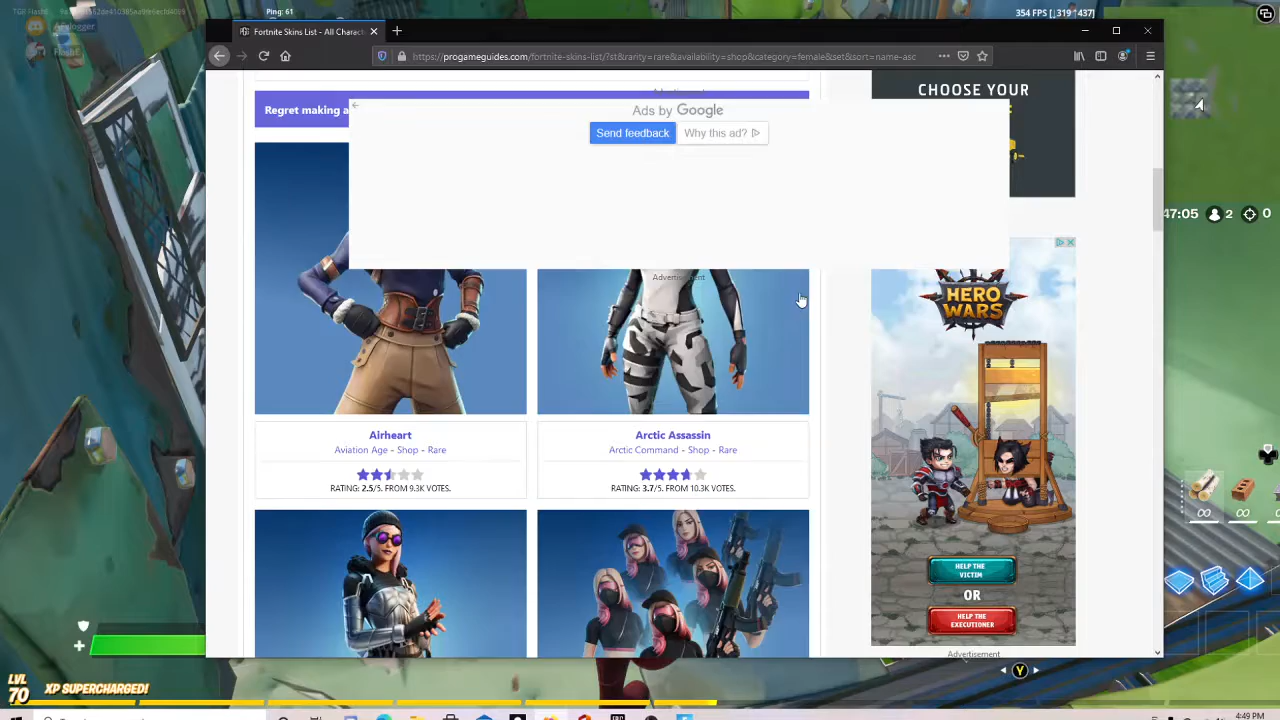 Ping: 61
354 FPS [↓319 ↑437]
AFvlogger
Fortnite Skins List - All Charact
https://progameguides.com/fortnite-skins-list/?st&rarity=rare&availability=shop&category=female&set&sort=name-asc
Regret making a
Ads by Google
Send feedback
Why this ad?
CHOOSE YOUR
47:05
2
0
Advertisement
HERO
WARS
Airheart
Aviation Age - Shop - Rare
RATING: 2.5/5. FROM 9.3K VOTES.
Arctic Assassin
Arctic Command - Shop - Rare
RATING: 3.7/5. FROM 10.3K VOTES.
∞ ∞ ∞
HELP THE
VICTIM
OR
HELP THE
EXECUTIONER
Advertisement
Y
LVL
70
XP SUPERCHARGED!
4:49 PM